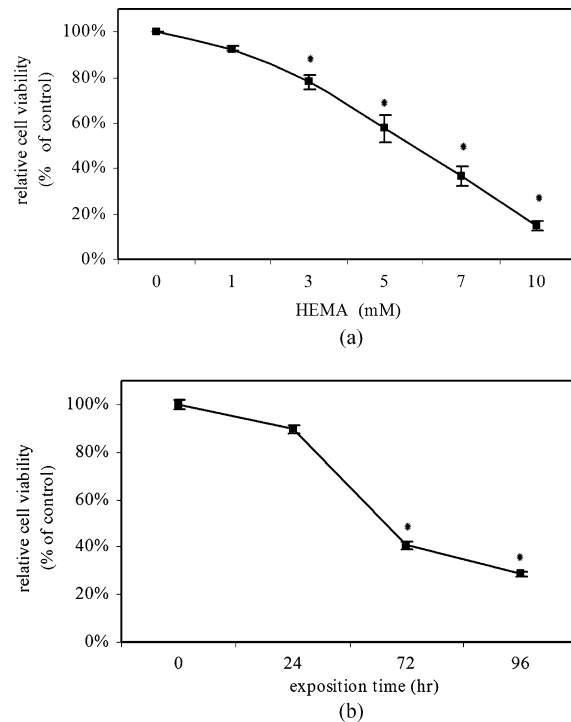 relative cell viability
(% of control)
100%
80%
60%
40%
20%
0%
*
*
*
*
0 1 3 5 7 10
HEMA (mM)
(a)
relative cell viability
(% of control)
100%
80%
60%
40%
20%
0%
*
*
0 24 72 96
exposition time (hr)
(b)